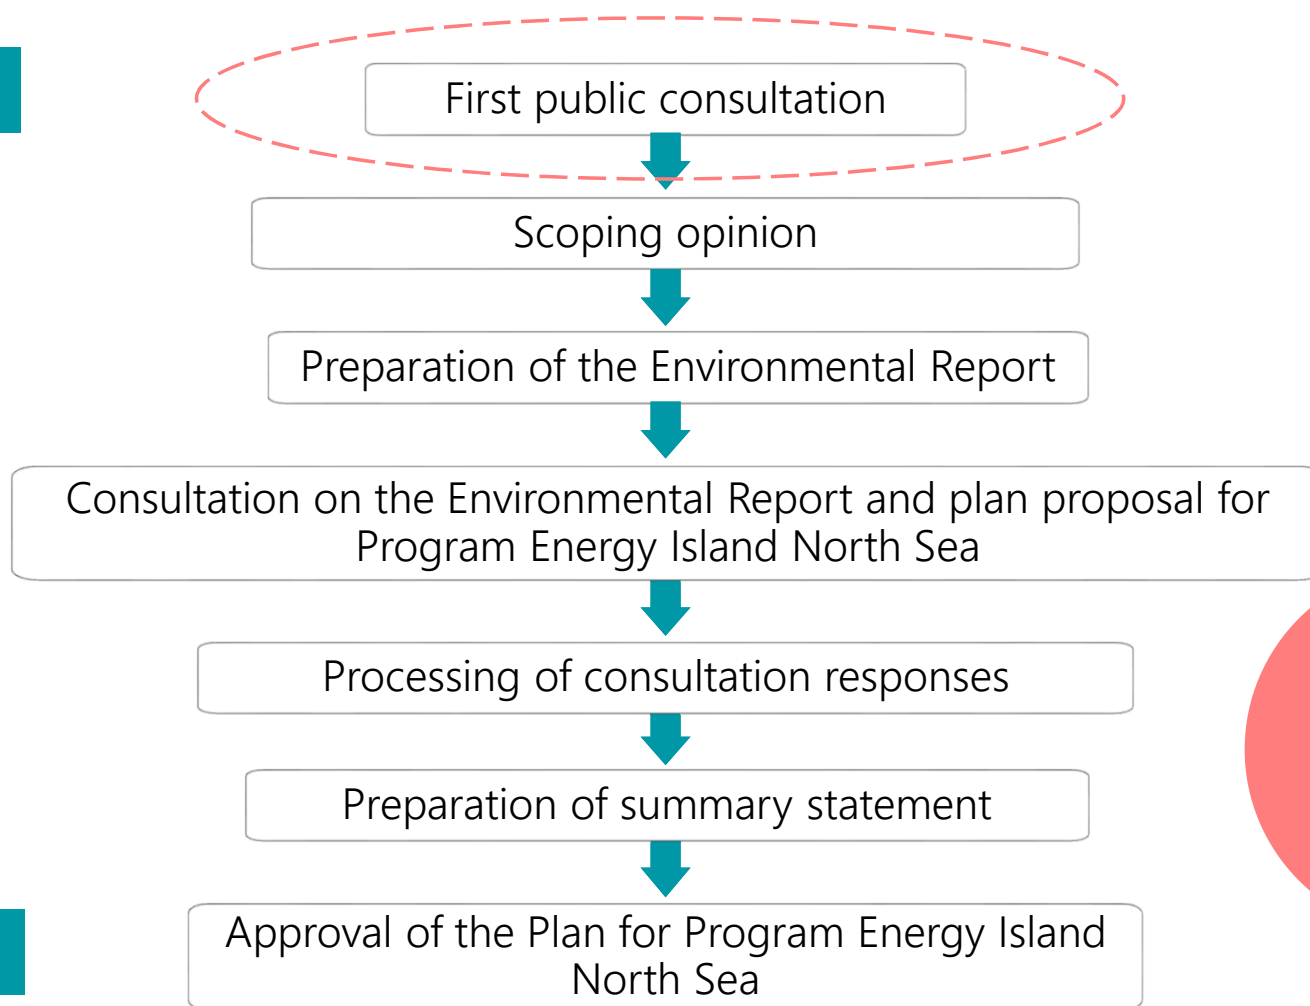 First public consultation
Scoping opinion
Preparation of the Environmental Report
Consultation on the Environmental Report and plan proposal for
Program Energy Island North Sea
Processing of consultation responses
Preparation of summary statement
Approval of the Plan for Program Energy Island
North Sea